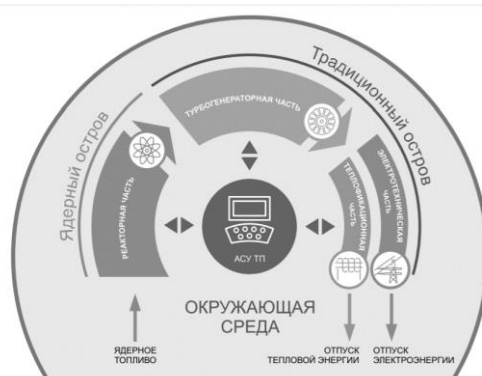 Ядерный остров
Традиционный остров
ТУРБОГЕНЕРАТОРНАЯ ЧАСТЬ
РЕАКТОРНАЯ ЧАСТЬ
ТЕПЛОФИКАЦИОННАЯ
ЧАСТЬ
ЭЛЕКТРОТЕХНИЧЕСКАЯ
ЧАСТЬ
АСУ ТП
ОКРУЖАЮЩАЯ
СРЕДА
ЯДЕРНОЕ
ТОПЛИВО
ОТПУСК
ТЕПЛОВОЙ ЭНЕРГИИ
ОТПУСК
ЭЛЕКТРОЭНЕРГИИ